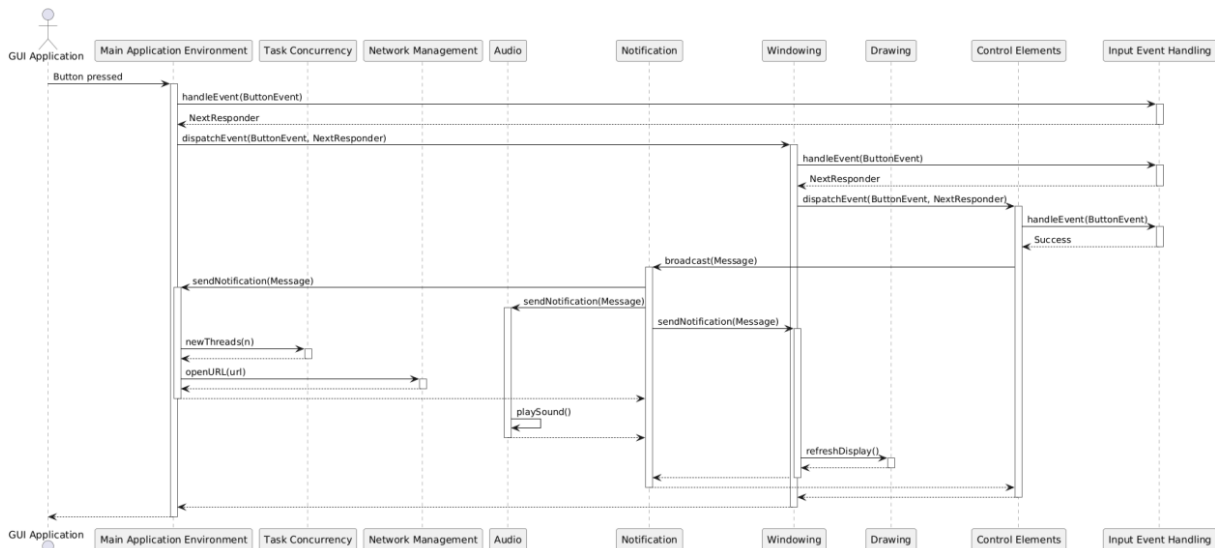 GUI Application
Main Application Environment
Task Concurrency
Network Management
Audio
Notification
Windowing
Drawing
Control Elements
Input Event Handling
Button pressed
handleEvent(ButtonEvent)
NextResponder
dispatchEvent(ButtonEvent, NextResponder)
handleEvent(ButtonEvent)
NextResponder
dispatchEvent(ButtonEvent, NextResponder)
handleEvent(ButtonEvent)
Success
broadcast(Message)
sendNotification(Message)
sendNotification(Message)
sendNotification(Message)
newThreads(n)
openURL(url)
playSound()
refreshDisplay()
GUI Application
Main Application Environment
Task Concurrency
Network Management
Audio
Notification
Windowing
Drawing
Control Elements
Input Event Handling